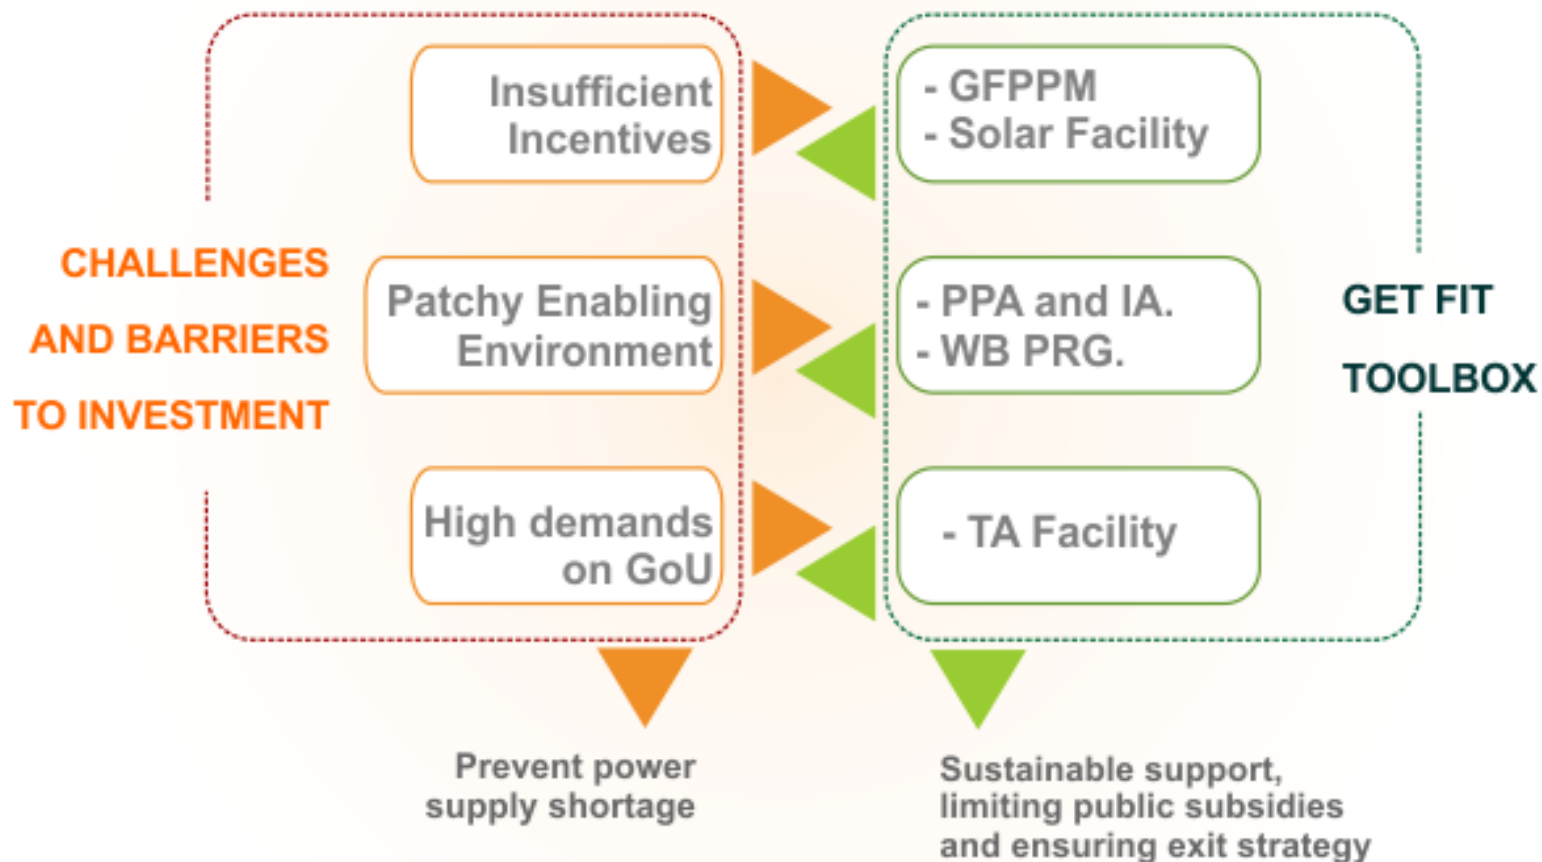 CHALLENGES
AND BARRIERS
TO INVESTMENT
Insufficient
Incentives
- GFPPM
- Solar Facility
Patchy Enabling
Environment
- PPA and IA.
- WB PRG.
High demands
on GoU
- TA Facility
GET FIT
TOOLBOX
Prevent power
supply shortage
Sustainable support,
limiting public subsidies
and ensuring exit strategy